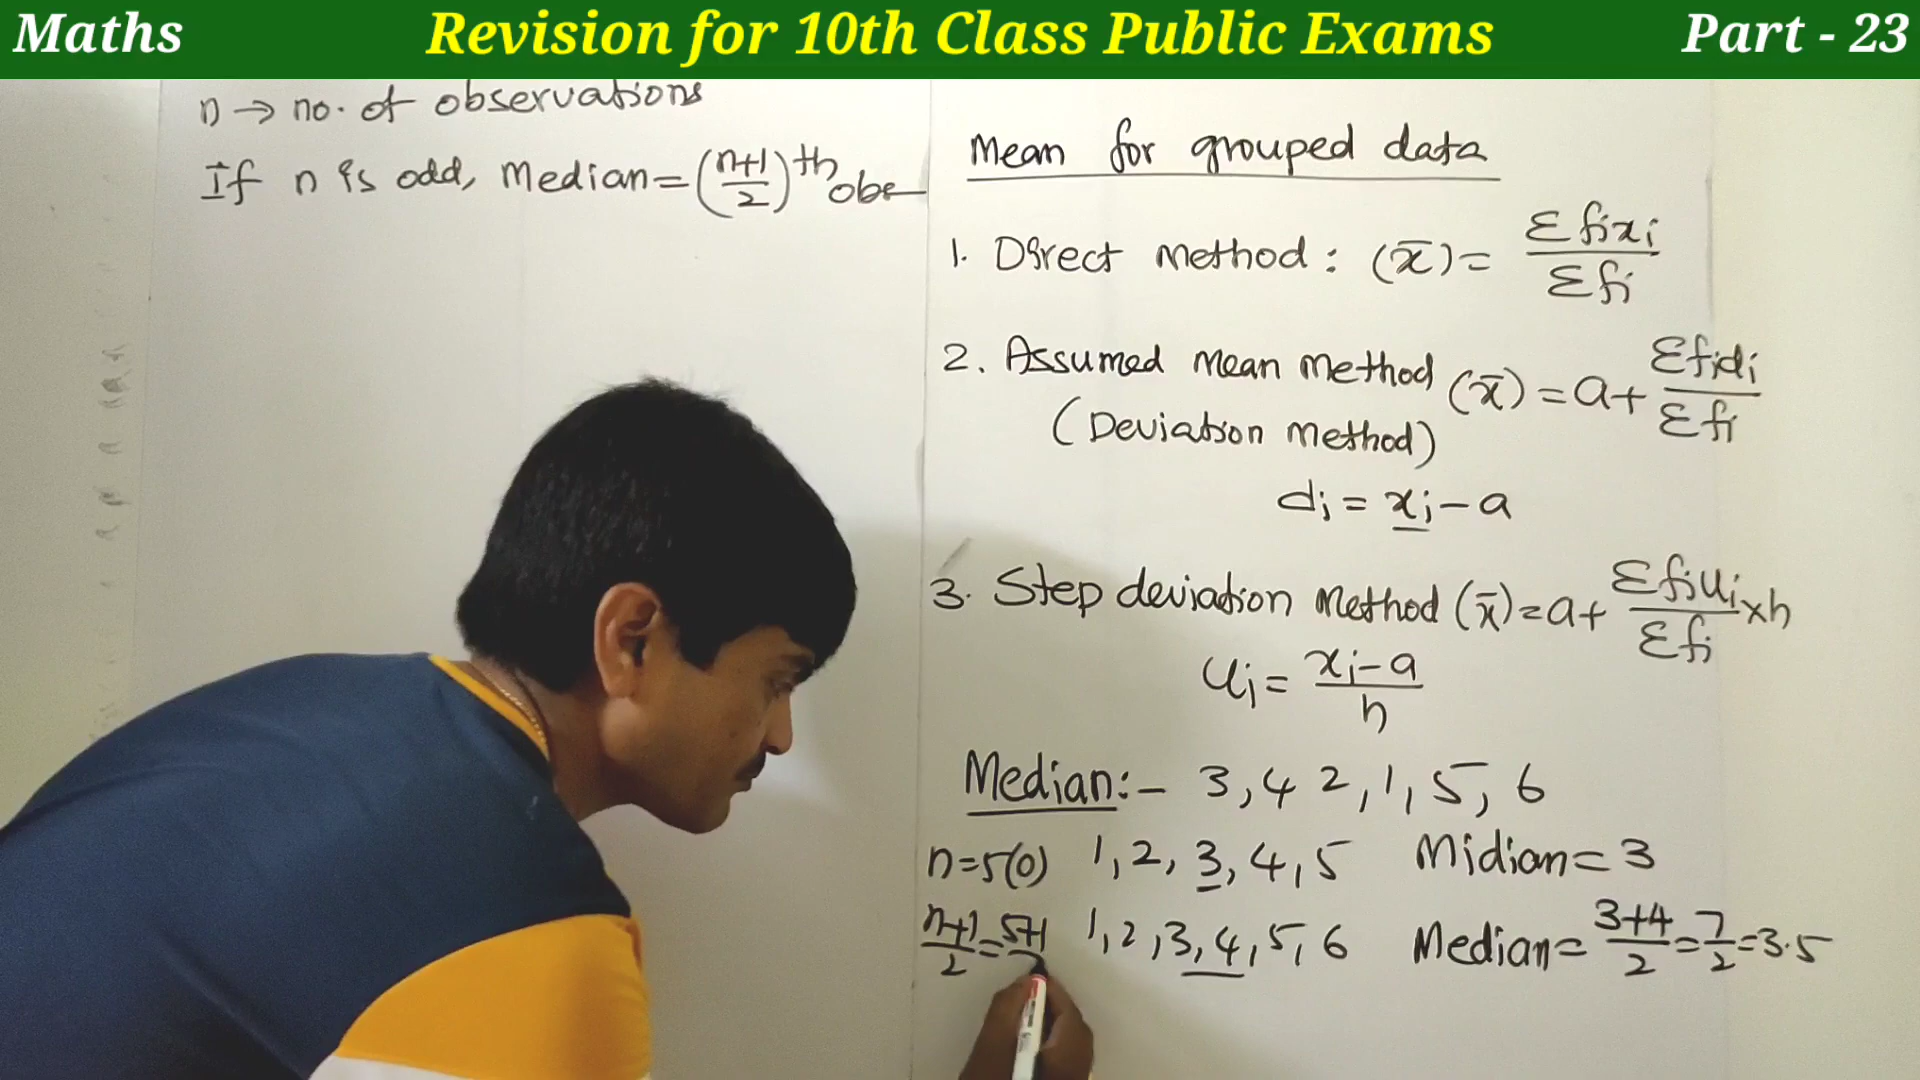 Maths Revision for 10th Class Public Exams Part - 23
n → no. of observations
If n is odd, Median = (n+1/2)th obs
Mean for grouped data
1. Direct method : (x̄) = Σfixi/Σfi
2. Assumed mean method (x̄) = a + Σfidi/Σfi
(Deviation method)
di = xi - a
3. Step deviation method (x̄) = a + Σfiui/Σfi × h
ui = xi - a/h
Median :- 3, 4 2, 1, 5, 6
n = 5(0) 1, 2, 3, 4, 5 Midian = 3
n+1/2 = 5+1/2 1, 2, 3, 4, 5, 6 Median = 3+4/2 = 7/2 = 3.5